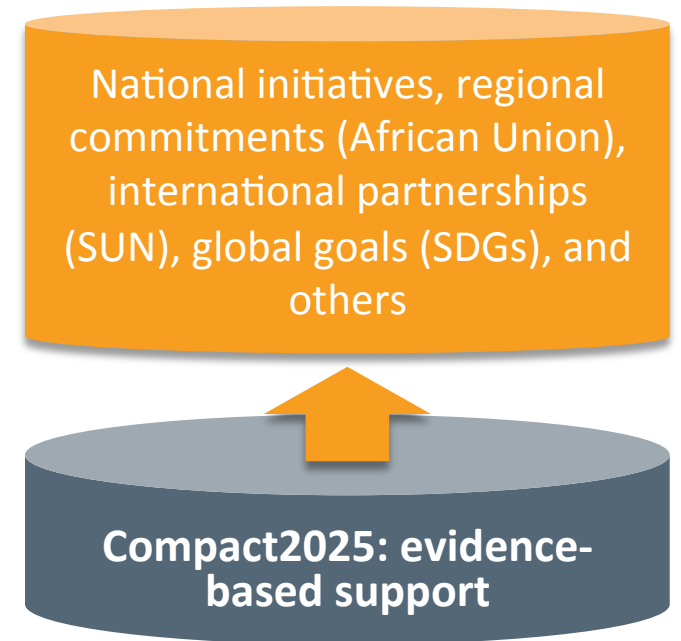 National initiatives, regional
commitments (African Union),
international partnerships
(SUN), global goals (SDGs), and
others
Compact2025: evidence-
based support